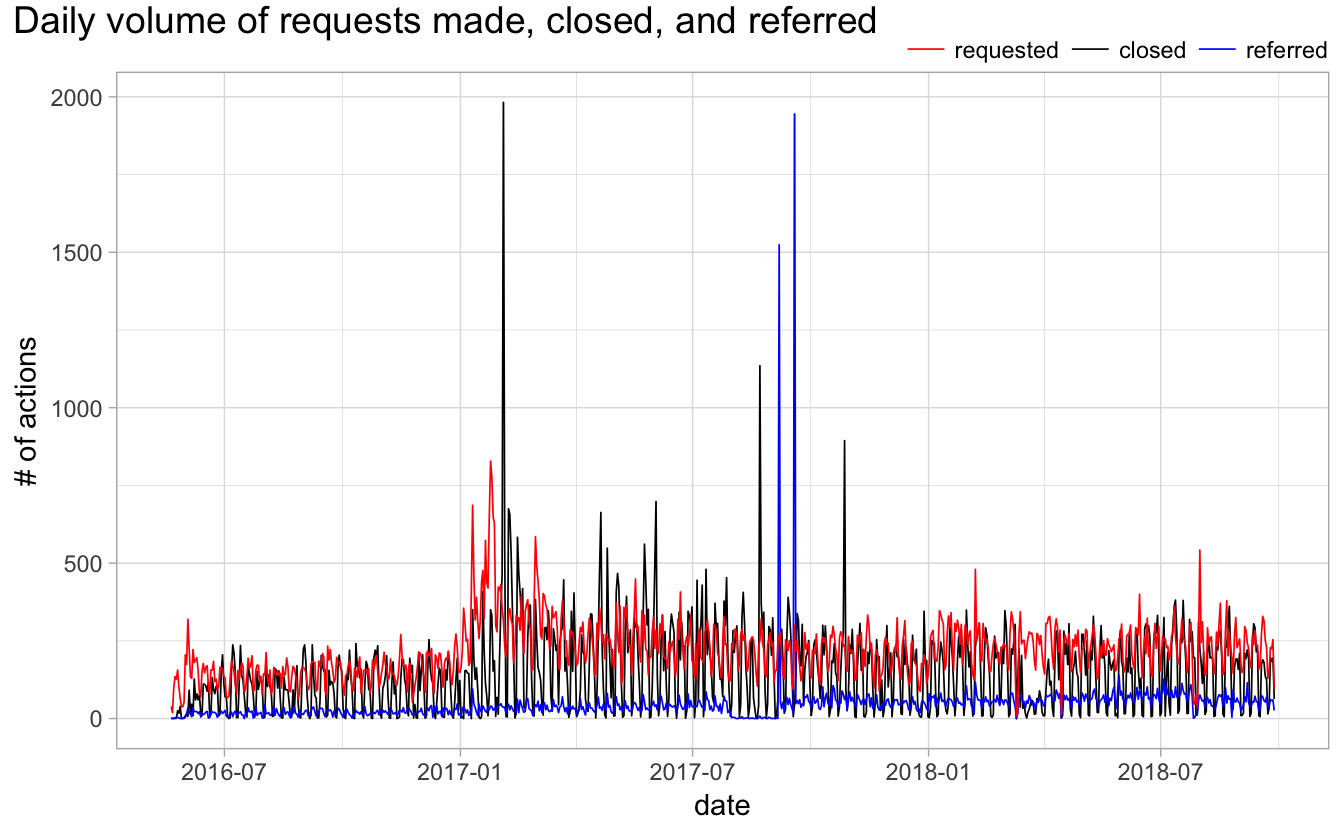 Daily volume of requests made, closed, and referred
requested closed referred
2000
1500
1000
500
0
# of actions
2016-07 2017-01 2017-07 2018-01 2018-07
date